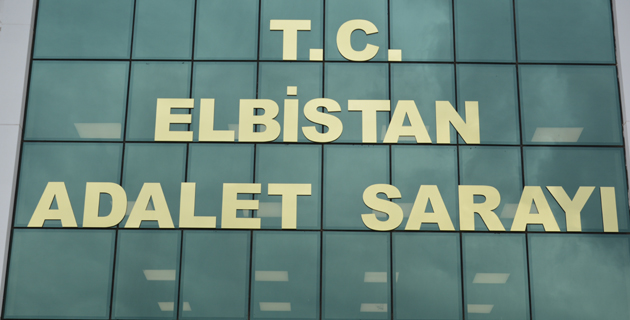 T.C.
ELBİSTAN
ADALET SARAYI